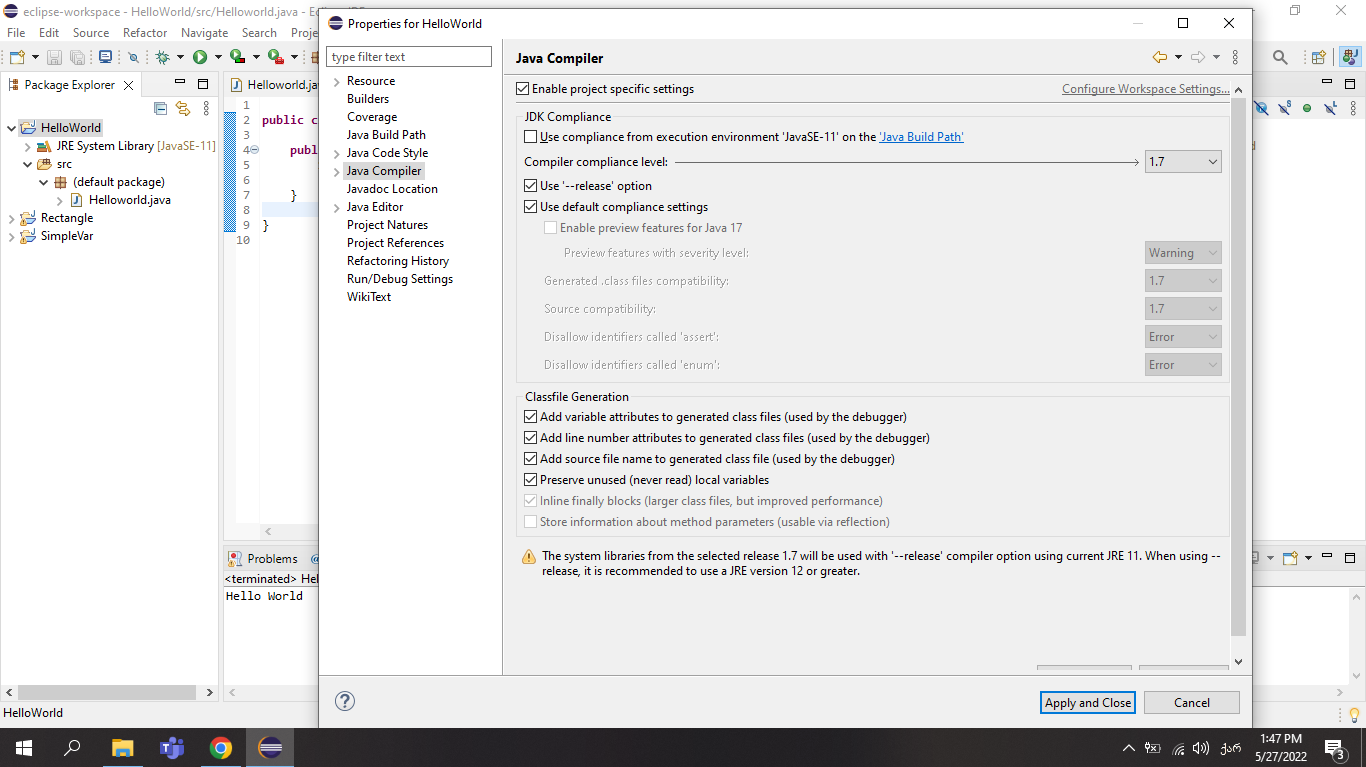 eclipse-workspace - HelloWorld/src/Helloworld.java -
Properties for HelloWorld
File Edit Source Refactor Navigate Search
type filter text
Java Compiler
Package Explorer
HelloWorld
JRE System Library [JavaSE-11]
src
(default package)
Helloworld.java
Rectangle
SimpleVar
1
2 public c
3
4
5
6
7 }
8
9 }
10
Resource
Builders
Coverage
Java Build Path
Java Code Style
Java Compiler
Javadoc Location
Java Editor
Project Natures
Project References
Refactoring History
Run/Debug Settings
WikiText
Enable project specific settings
Configure Workspace Settings...
JDK Compliance
Use compliance from execution environment 'JavaSE-11' on the 'Java Build Path'
Compiler compliance level: 1.7
Use '--release' option
Use default compliance settings
Enable preview features for Java 17
Preview features with severity level: Warning
Generated .class files compatibility: 1.7
Source compatibility: 1.7
Disallow identifiers called 'assert': Error
Disallow identifiers called 'enum': Error
Classfile Generation
Add variable attributes to generated class files (used by the debugger)
Add line number attributes to generated class files (used by the debugger)
Add source file name to generated class file (used by the debugger)
Preserve unused (never read) local variables
Inline finally blocks (larger class files, but improved performance)
Store information about method parameters (usable via reflection)
The system libraries from the selected release 1.7 will be used with '--release' compiler option using current JRE 11. When using --
release, it is recommended to use a JRE version 12 or greater.
Problems
<terminated> Hel
Hello World
Apply and Close
Cancel
HelloWorld
ქარ
1:47 PM
5/27/2022
3